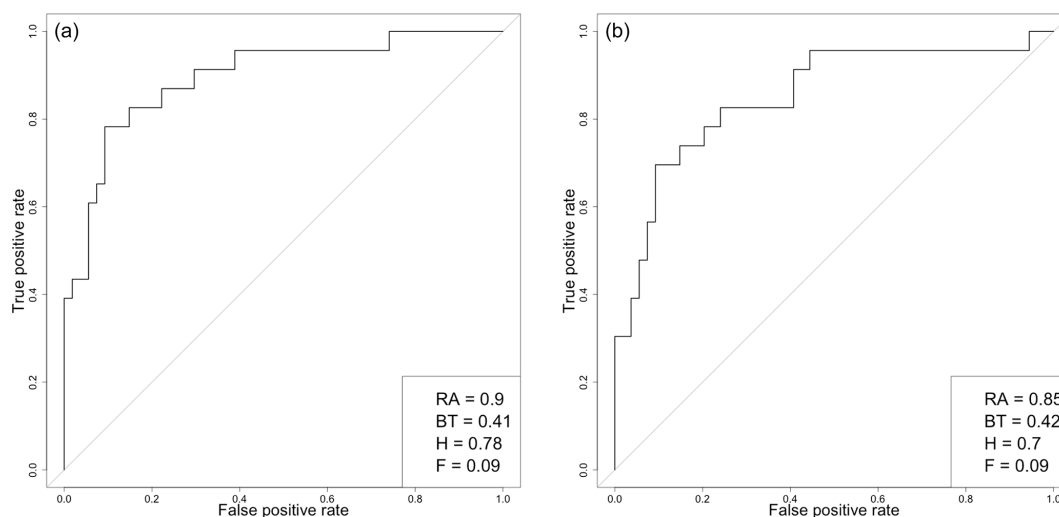 (a)
True positive rate
1.0
0.8
0.6
0.4
0.2
0.0
RA = 0.9
BT = 0.41
H = 0.78
F = 0.09
0.0 0.2 0.4 0.6 0.8 1.0
False positive rate
(b)
True positive rate
1.0
0.8
0.6
0.4
0.2
0.0
RA = 0.85
BT = 0.42
H = 0.7
F = 0.09
0.0 0.2 0.4 0.6 0.8 1.0
False positive rate